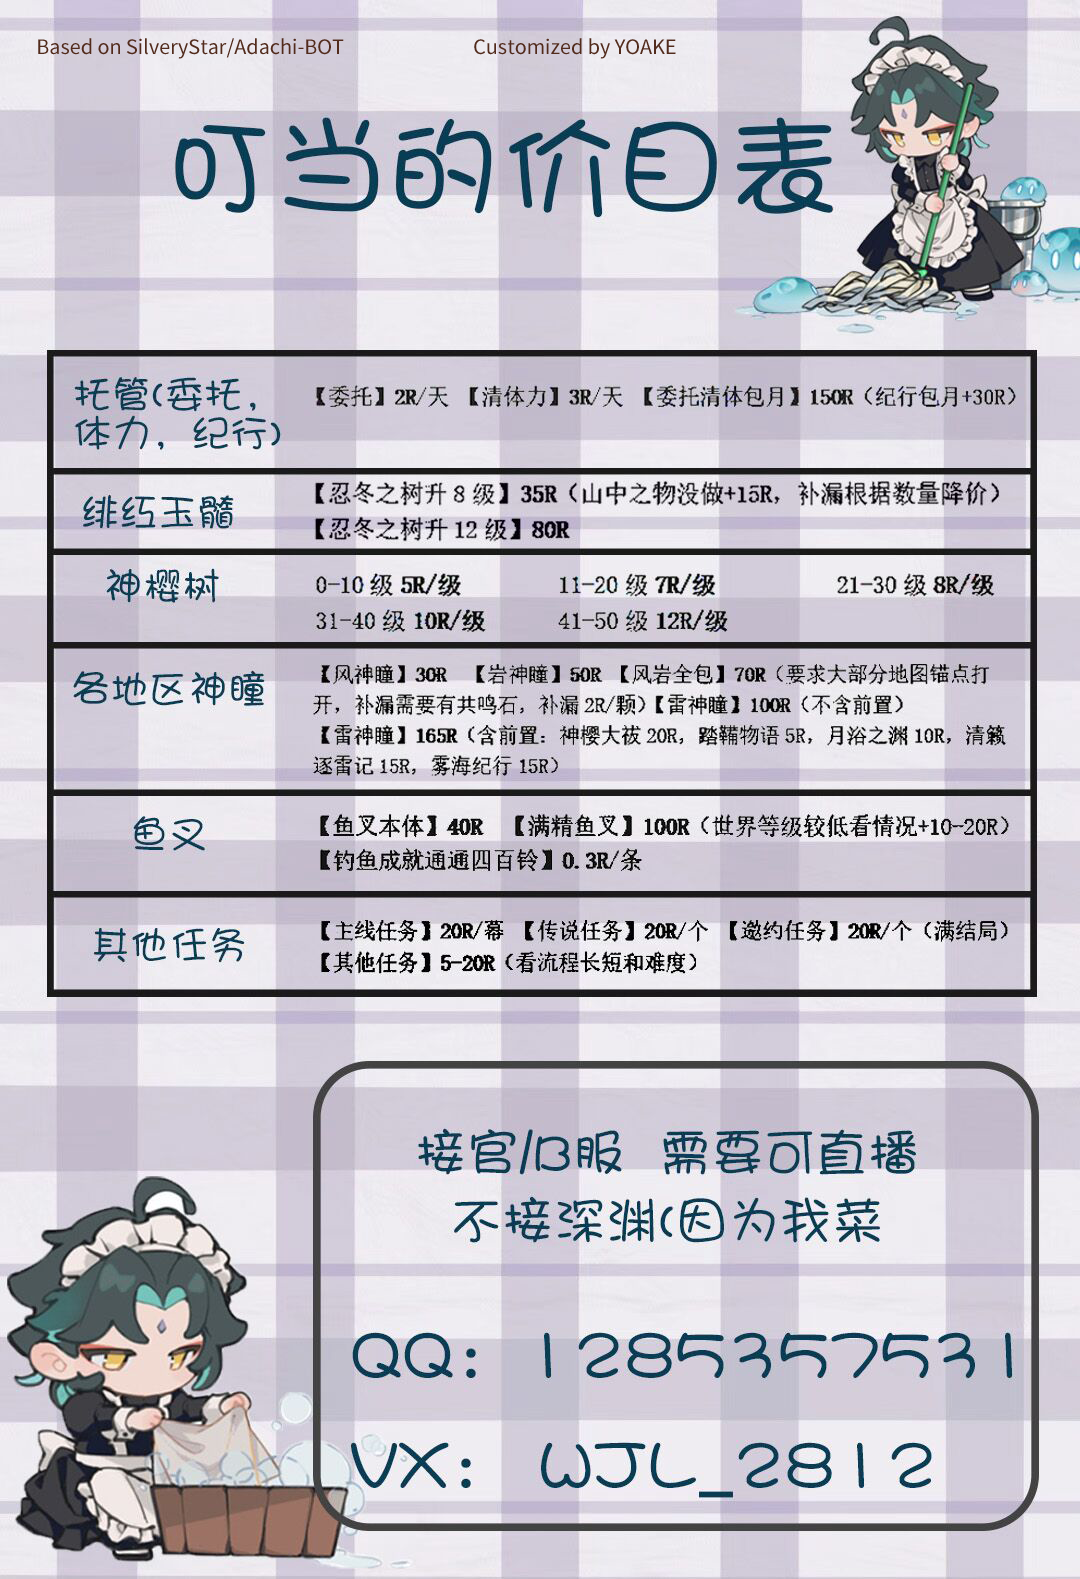 Based on SilveryStar/Adachi-BOT
Customized by YOAKE
叮当的价目表
托管(委托,
体力, 纪行)
【委托】2R/天 【清体力】3R/天 【委托清体包月】150R（纪行包月+30R）
绯红玉髓
【忍冬之树升 8 级】35R（山中之物没做+15R，补漏根据数量降价）
【忍冬之树升 12 级】80R
神樱树
0-10 级 5R/级 11-20 级 7R/级 21-30 级 8R/级
31-40 级 10R/级 41-50 级 12R/级
各地区神瞳
【风神瞳】30R 【岩神瞳】50R 【风岩全包】70R（要求大部分地图锚点打
开，补漏需要有共鸣石，补漏 2R/颗）【雷神瞳】100R（不含前置）
【雷神瞳】165R（含前置：神樱大祓 20R，踏鞴物语 5R，月浴之渊 10R，清籁
逐雷记 15R，雾海纪行 15R）
鱼叉
【鱼叉本体】40R 【满精鱼叉】100R（世界等级较低看情况+10-20R）
【钓鱼成就通通四百铃】0.3R/条
其他任务
【主线任务】20R/幕 【传说任务】20R/个 【邀约任务】20R/个（满结局）
【其他任务】5-20R（看流程长短和难度）
接官/B服 需要可直播
不接深渊(因为我菜
QQ: 1285357531
VX: WJL_2812